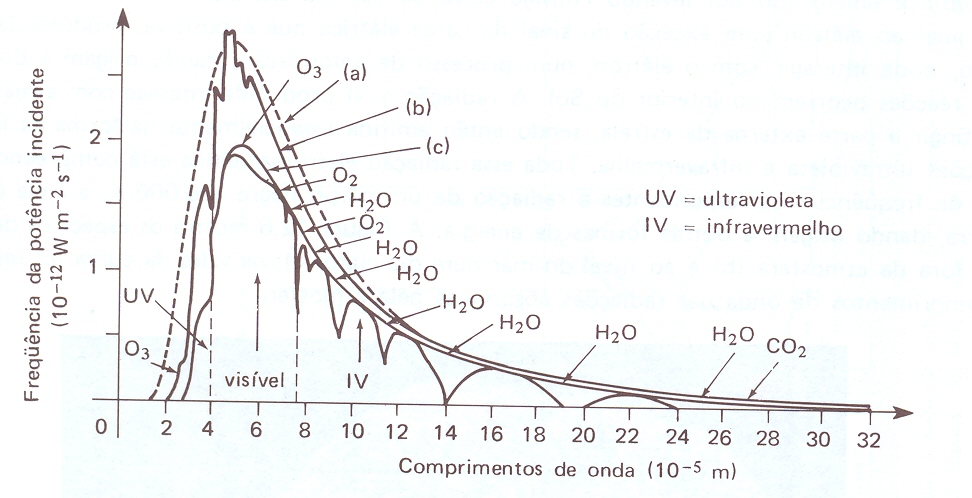 Freqüência da potência incidente
(10⁻¹² W m⁻² s⁻¹)
2
1
0
O₃
(a)
(b)
(c)
O₂
H₂O
O₂
H₂O
H₂O
H₂O
H₂O
H₂O
H₂O
CO₂
UV
O₃
visível
IV
UV = ultravioleta
IV = infravermelho
2 4 6 8 10 12 14 16 18 20 22 24 26 28 30 32
Comprimentos de onda (10⁻⁵ m)